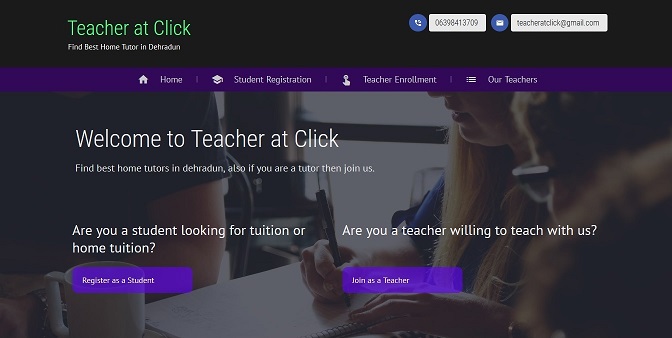 Teacher at Click
Find Best Home Tutor in Dehradun
06398413709
teacheratclick@gmail.com
Home | Student Registration | Teacher Enrollment | Our Teachers
Welcome to Teacher at Click
Find best home tutors in dehradun, also if you are a tutor then join us.
Are you a student looking for tuition or
home tuition?
Register as a Student
Are you a teacher willing to teach with us?
Join as a Teacher